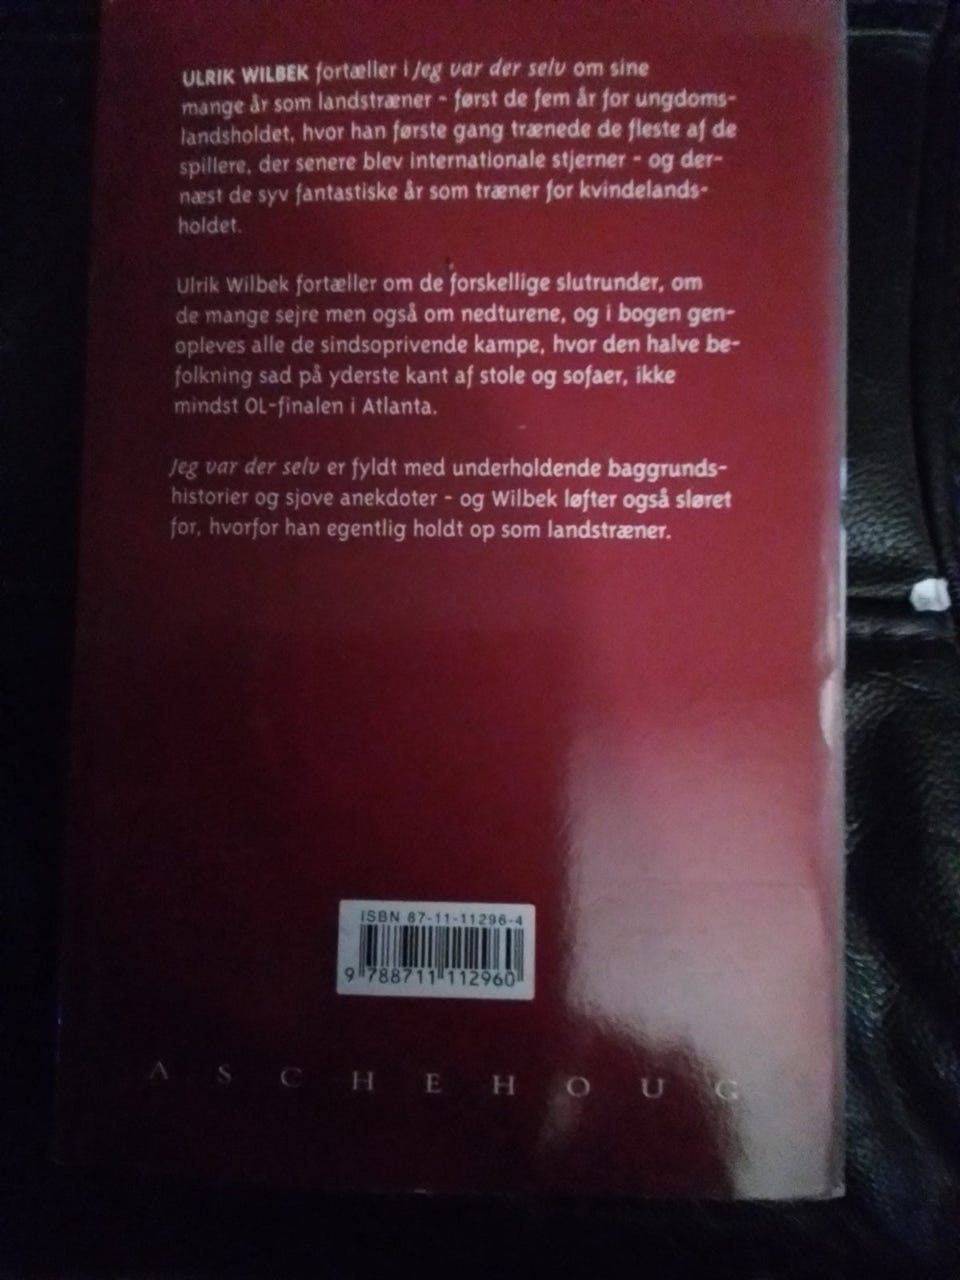 ULRIK WILBEK fortæller i Jeg var der selv om sine
mange år som landstræner - først de fem år for ungdoms-
landsholdet, hvor han første gang trænede de fleste af de
spillere, der senere blev internationale stjerner - og der-
næst de syv fantastiske år som træner for kvindelands-
holdet.
Ulrik Wilbek fortæller om de forskellige slutrunder, om
de mange sejre men også om nedturene, og i bogen gen-
opleves alle de sindsoprivende kampe, hvor den halve be-
folkning sad på yderste kant af stole og sofaer, ikke
mindst OL-finalen i Atlanta.
Jeg var der selv er fyldt med underholdende baggrunds-
historier og sjove anekdoter - og Wilbek løfter også sløret
for, hvorfor han egentlig holdt op som landstræner.
ISBN 87-11-11296-4
9 788711 112960
ASCHEHOUG